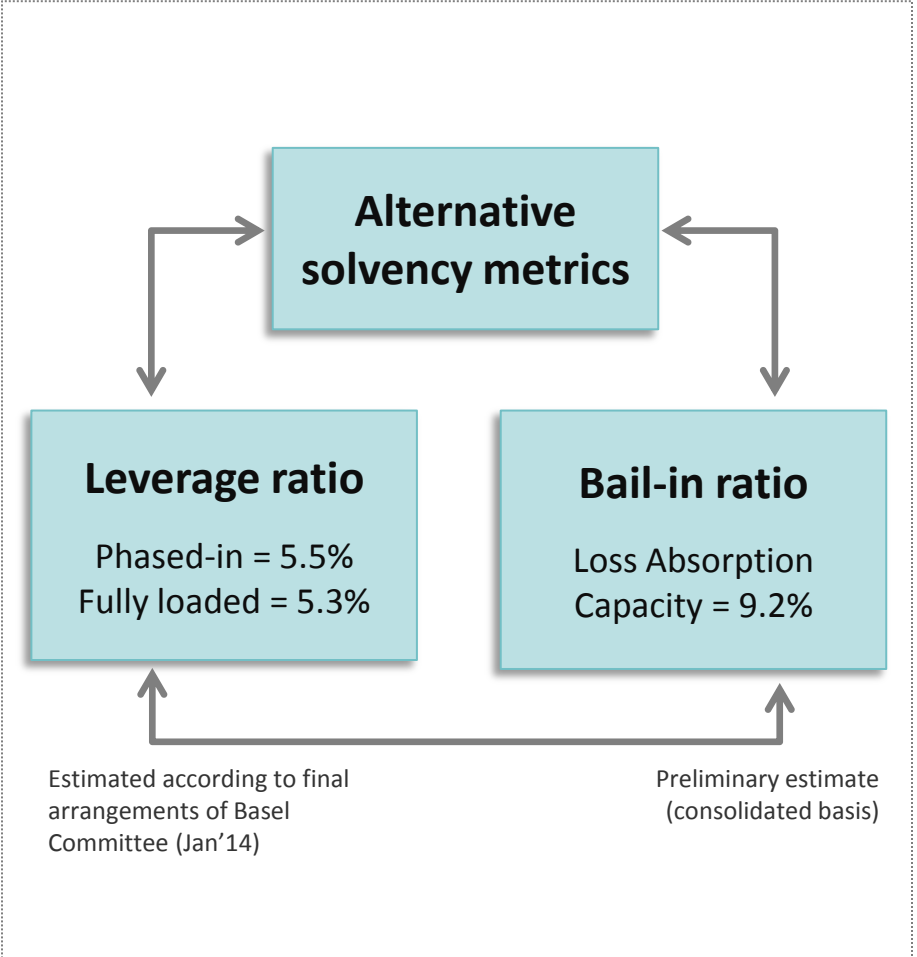 Alternative
solvency metrics
Leverage ratio
Phased-in = 5.5%
Fully loaded = 5.3%
Bail-in ratio
Loss Absorption
Capacity = 9.2%
Estimated according to final
arrangements of Basel
Committee (Jan’14)
Preliminary estimate
(consolidated basis)